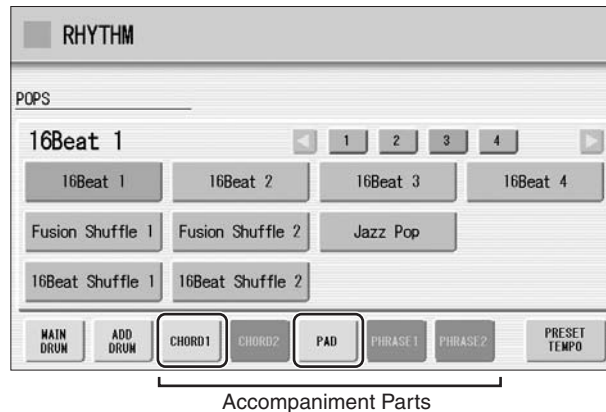 RHYTHM
POPS
16Beat 1 1 2 3 4
16Beat 1 16Beat 2 16Beat 3 16Beat 4
Fusion Shuffle 1 Fusion Shuffle 2 Jazz Pop
16Beat Shuffle 1 16Beat Shuffle 2
MAIN DRUM ADD DRUM CHORD1 CHORD2 PAD PHRASE1 PHRASE2 PRESET TEMPO
Accompaniment Parts